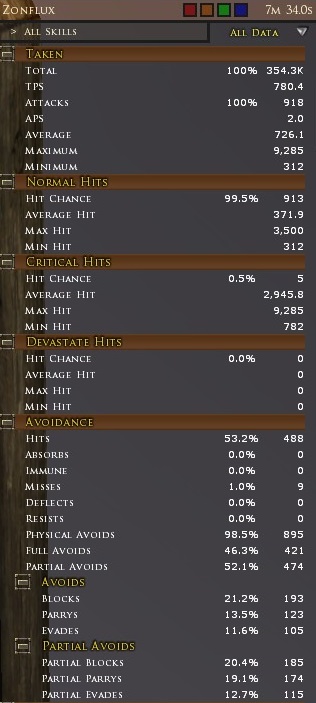 Zonflux 7m 34.0s
> All Skills All Data
Taken
Total 100% 354.3K
TPS 780.4
Attacks 100% 918
APS 2.0
Average 726.1
Maximum 9,285
Minimum 312
Normal Hits
Hit Chance 99.5% 913
Average Hit 371.9
Max Hit 3,500
Min Hit 312
Critical Hits
Hit Chance 0.5% 5
Average Hit 2,945.8
Max Hit 9,285
Min Hit 782
Devastate Hits
Hit Chance 0.0% 0
Average Hit 0
Max Hit 0
Min Hit 0
Avoidance
Hits 53.2% 488
Absorbs 0.0% 0
Immune 0.0% 0
Misses 1.0% 9
Deflects 0.0% 0
Resists 0.0% 0
Physical Avoids 98.5% 895
Full Avoids 46.3% 421
Partial Avoids 52.1% 474
Avoids
Blocks 21.2% 193
Parrys 13.5% 123
Evades 11.6% 105
Partial Avoids
Partial Blocks 20.4% 185
Partial Parrys 19.1% 174
Partial Evades 12.7% 115